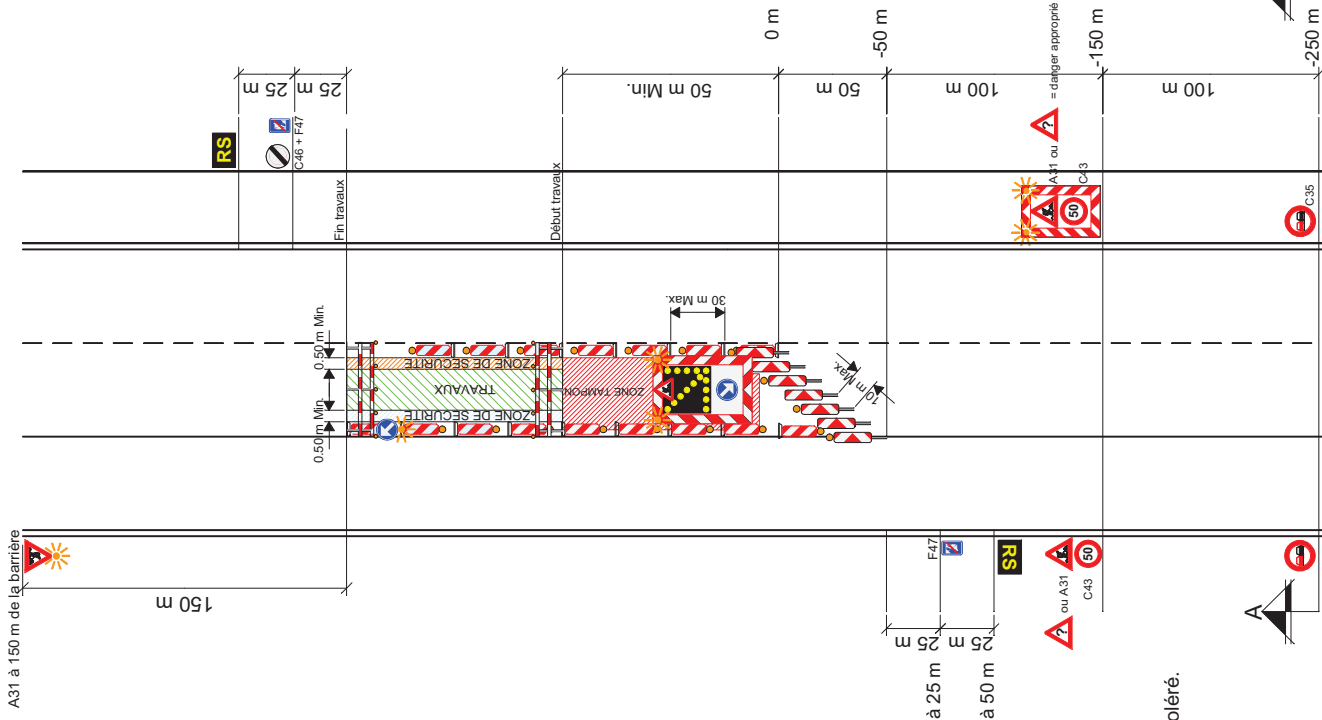 A31 à 150 m de la barrière
150 m
RS
25 m
25 m
C46 + F47
Fin travaux
Début travaux
0.50 m Min.
0.50 m Min.
ZONE DE SECURITE
TRAVAUX
ZONE DE SECURITE
ZONE TAMPON
30 m Max.
10 m Max.
50 m Min.
0 m
50 m
-50 m
100 m
-150 m
100 m
-250 m
?
= danger approprié
A31 ou
C43
50
C35
F47
RS
25 m
25 m
à 25 m
à 50 m
?
ou A31
C43
50
A
oléré.